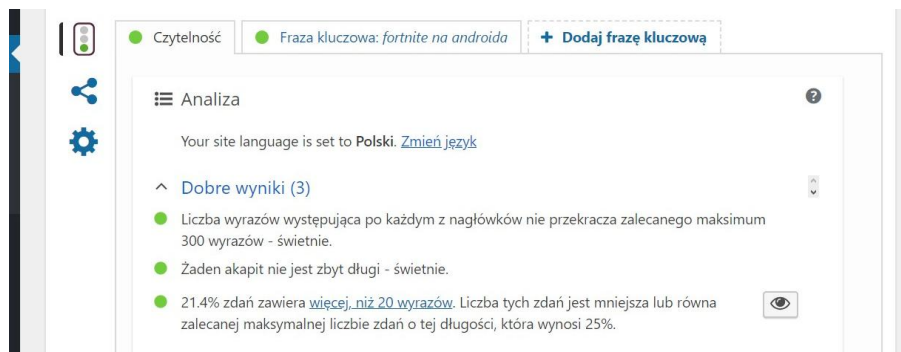 Czytelność
Fraza kluczowa: fortnite na androida
+ Dodaj frazę kluczową
Analiza
?
Your site language is set to Polski. Zmień język
Dobre wyniki (3)
Liczba wyrazów występująca po każdym z nagłówków nie przekracza zalecanego maksimum
300 wyrazów - świetnie.
Żaden akapit nie jest zbyt długi - świetnie.
21.4% zdań zawiera więcej, niż 20 wyrazów. Liczba tych zdań jest mniejsza lub równa
zalecanej maksymalnej liczbie zdań o tej długości, która wynosi 25%.